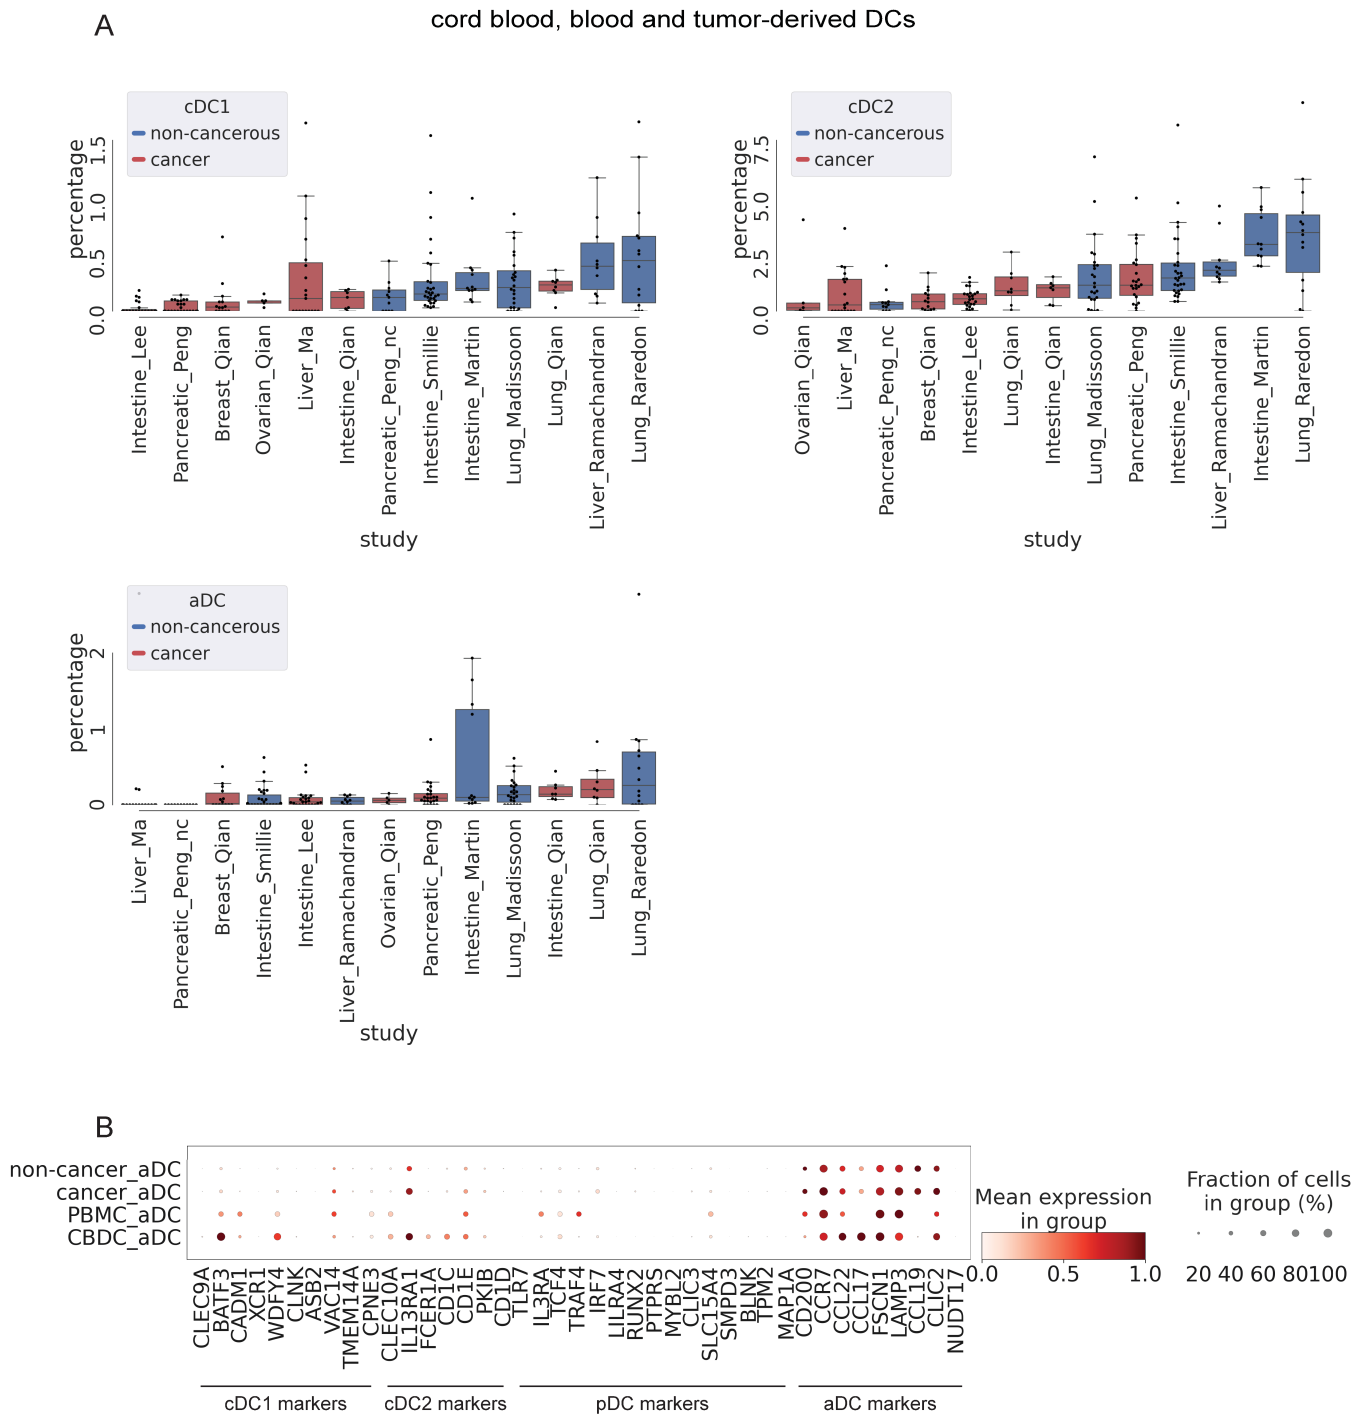 A
cord blood, blood and tumor-derived DCs
cDC1
non-cancerous
cancer
percentage
0.0
0.5
1.0
1.5
Intestine_Lee
Pancreatic_Peng
Breast_Qian
Ovarian_Qian
Liver_Ma
Intestine_Qian
Pancreatic_Peng_nc
Intestine_Smillie
Intestine_Martin
Lung_Madissoon
Lung_Qian
Liver_Ramachandran
Lung_Raredon
study
cDC2
non-cancerous
cancer
percentage
0.0
2.5
5.0
7.5
Ovarian_Qian
Liver_Ma
Pancreatic_Peng_nc
Breast_Qian
Intestine_Lee
Lung_Qian
Intestine_Qian
Lung_Madissoon
Pancreatic_Peng
Intestine_Smillie
Liver_Ramachandran
Intestine_Martin
Lung_Raredon
study
aDC
non-cancerous
cancer
percentage
0
1
2
Liver_Ma
Pancreatic_Peng_nc
Breast_Qian
Intestine_Smillie
Intestine_Lee
Liver_Ramachandran
Ovarian_Qian
Pancreatic_Peng
Intestine_Martin
Lung_Madissoon
Intestine_Qian
Lung_Qian
Lung_Raredon
study
B
non-cancer_aDC
cancer_aDC
PBMC_aDC
CBDC_aDC
CLEC9A
BATF3
CADM1
XCR1
WDFY4
CLNK
ASB2
VAC14
TMEM14A
CPNE3
CLEC10A
IL13RA1
FCER1A
CD1C
CD1E
PKIB
CD1D
TLR7
IL3RA
TCF4
TRAF4
IRF7
LILRA4
RUNX2
PTPRS
MYBL2
CLIC3
SLC15A4
SMPD3
BLNK
TPM2
MAP1A
CD200
CCR7
CCL22
CCL17
FSCN1
LAMP3
CCL19
CLIC2
NUDT17
cDC1 markers
cDC2 markers
pDC markers
aDC markers
Mean expression
in group
0.0 0.5 1.0
Fraction of cells
in group (%)
20 40 60 80100